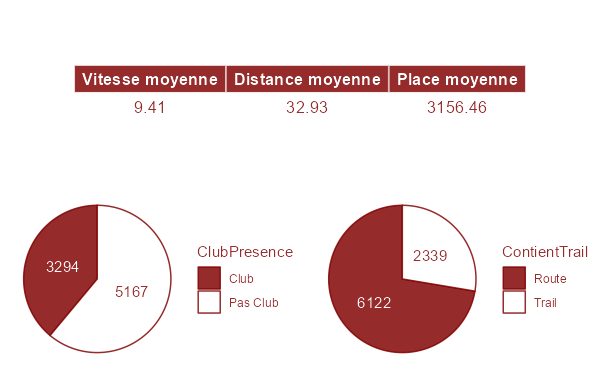 Vitesse moyenne Distance moyenne Place moyenne
9.41 32.93 3156.46
3294
5167
ClubPresence
Club
Pas Club
2339
6122
ContientTrail
Route
Trail